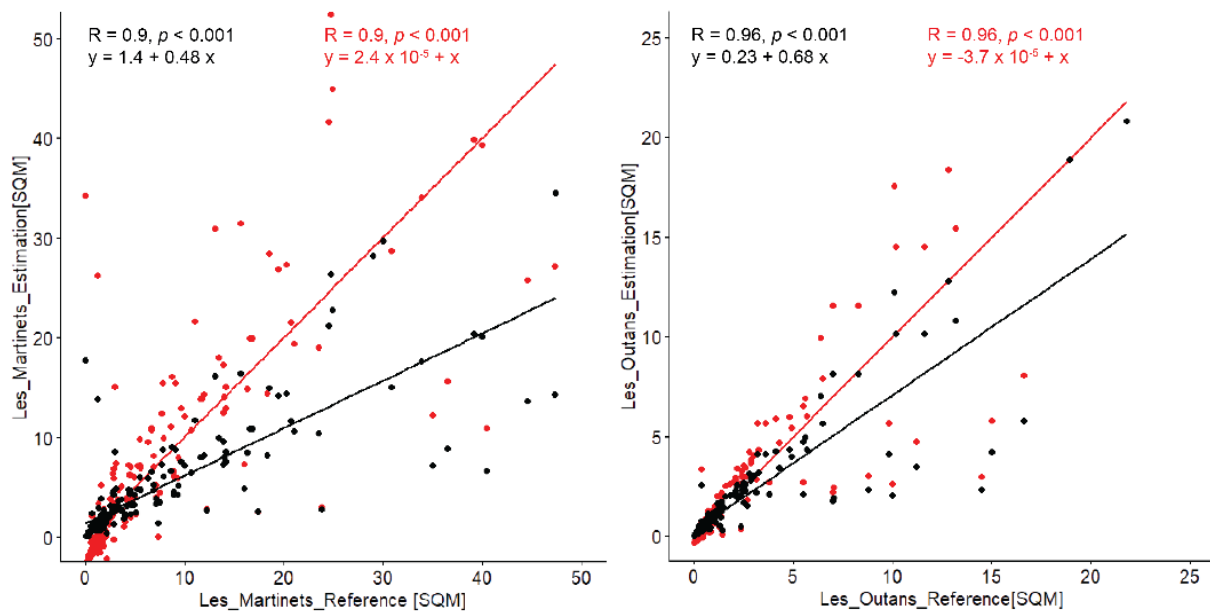 R = 0.9, p < 0.001
y = 1.4 + 0.48 x
R = 0.9, p < 0.001
y = 2.4 x 10⁻⁵ + x
50
40
30
20
10
0
Les_Martinets_Estimation[SQM]
0 10 20 30 40 50
Les_Martinets_Reference [SQM]
R = 0.96, p < 0.001
y = 0.23 + 0.68 x
R = 0.96, p < 0.001
y = -3.7 x 10⁻⁵ + x
25
20
15
10
5
0
Les_Outans_Estimation[SQM]
0 5 10 15 20 25
Les_Outans_Reference[SQM]